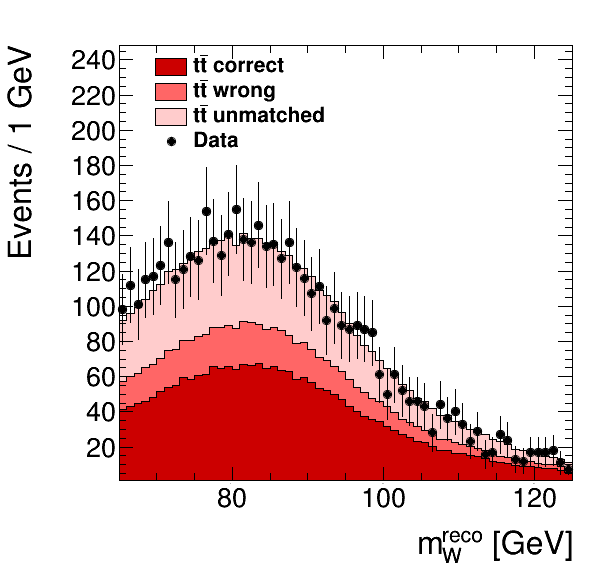 Events / 1 GeV
240
220
200
180
160
140
120
100
80
60
40
20
tt̄ correct
tt̄ wrong
tt̄ unmatched
Data
80 100 120
m_W^reco [GeV]